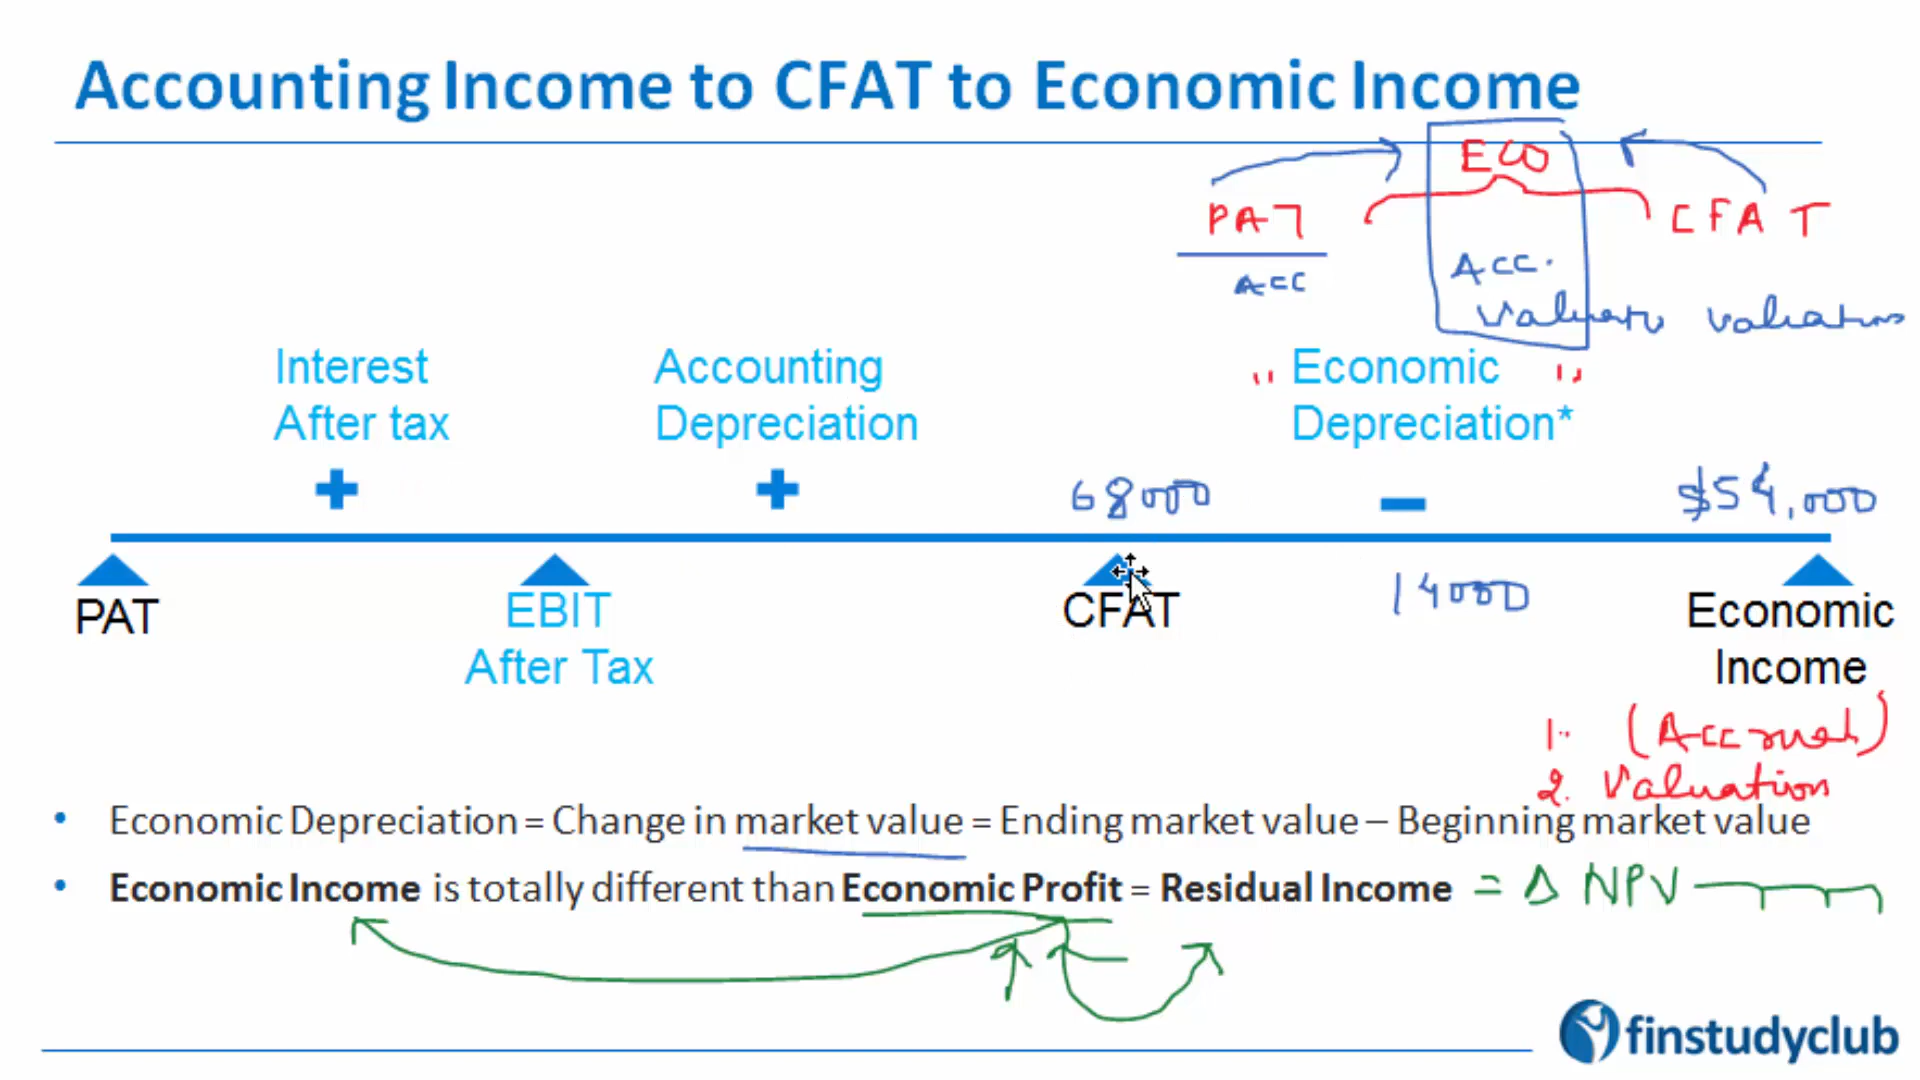 Accounting Income to CFAT to Economic Income
ECO
PAT
CFAT
ACC
Acc.
valuation
Interest
After tax
Accounting
Depreciation
" Economic "
Depreciation*
68000
$54,000
PAT
EBIT
After Tax
CFAT
14000
Economic
Income
1. (Accrual)
2. Valuation
• Economic Depreciation = Change in market value = Ending market value – Beginning market value
• Economic Income is totally different than Economic Profit = Residual Income = Δ NPV
finstudyclub